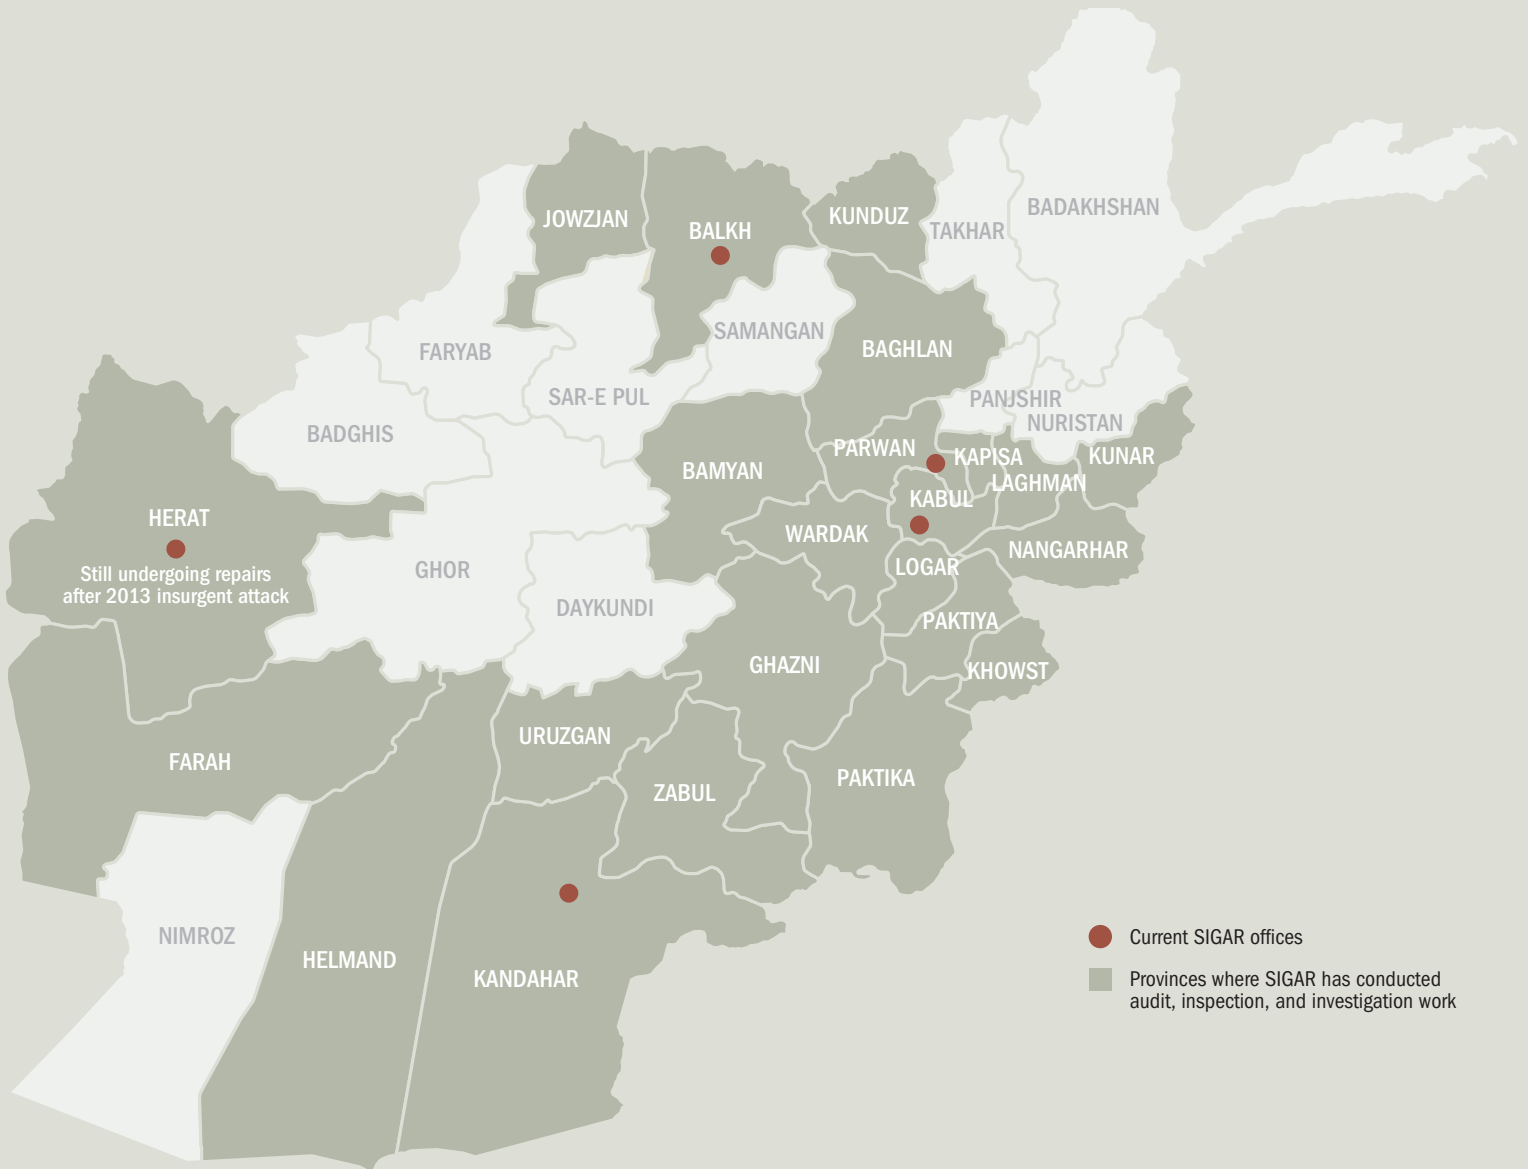 BADAKHSHAN
JOWZJAN
KUNDUZ
BALKH
TAKHAR
SAMANGAN
BAGHLAN
FARYAB
SAR-E PUL
PANJSHIR
NURISTAN
BADGHIS
PARWAN
KAPISA
KUNAR
BAMYAN
LAGHMAN
KABUL
HERAT
WARDAK
NANGARHAR
Still undergoing repairs
after 2013 insurgent attack
GHOR
LOGAR
DAYKUNDI
PAKTIYA
GHAZNI
KHOWST
URUZGAN
FARAH
PAKTIKA
ZABUL
NIMROZ
HELMAND
KANDAHAR
Current SIGAR offices
Provinces where SIGAR has conducted
audit, inspection, and investigation work